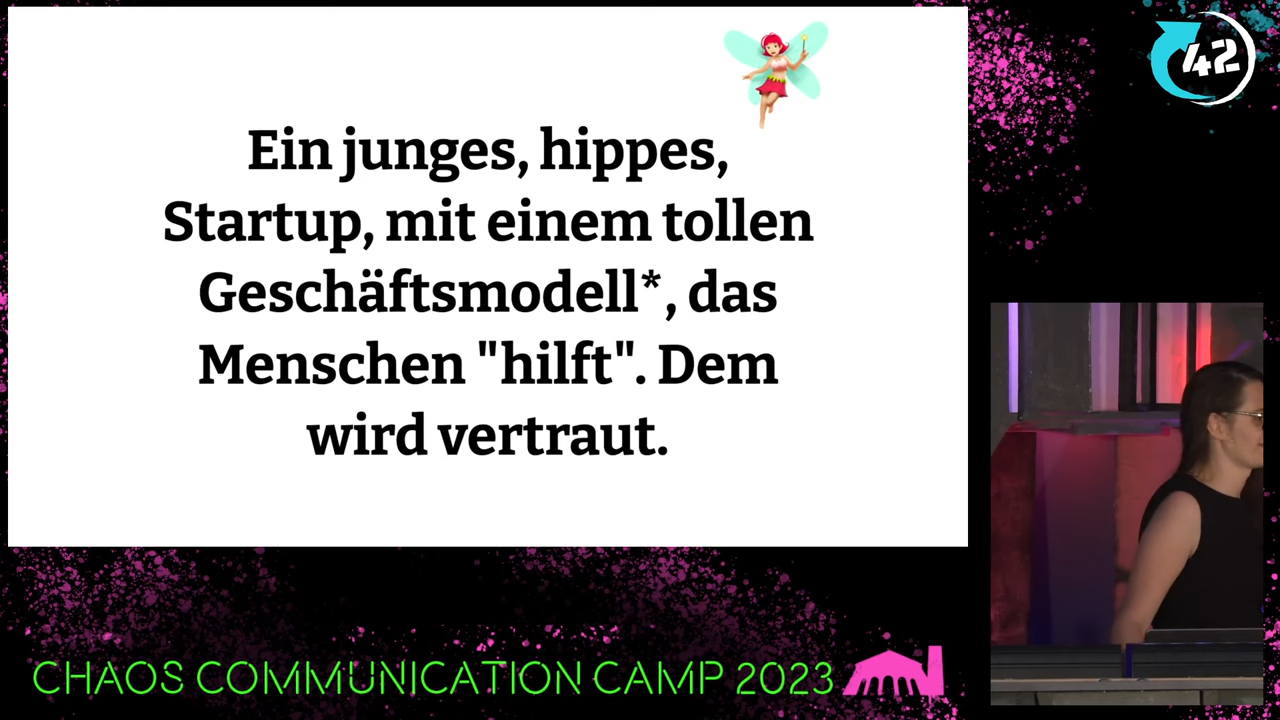 42
Ein junges, hippes,
Startup, mit einem tollen
Geschäftsmodell*, das
Menschen "hilft". Dem
wird vertraut.
CHAOS COMMUNICATION CAMP 2023